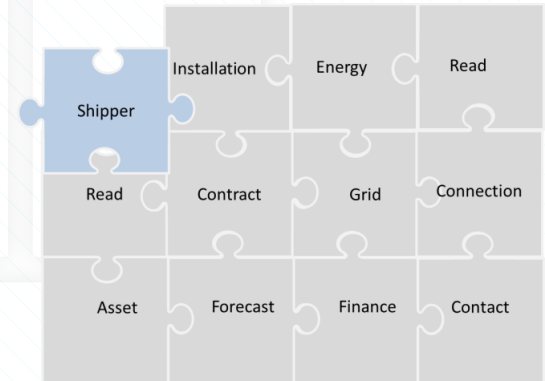 Installation
Energy
Read
Shipper
Read
Contract
Grid
Connection
Asset
Forecast
Finance
Contact